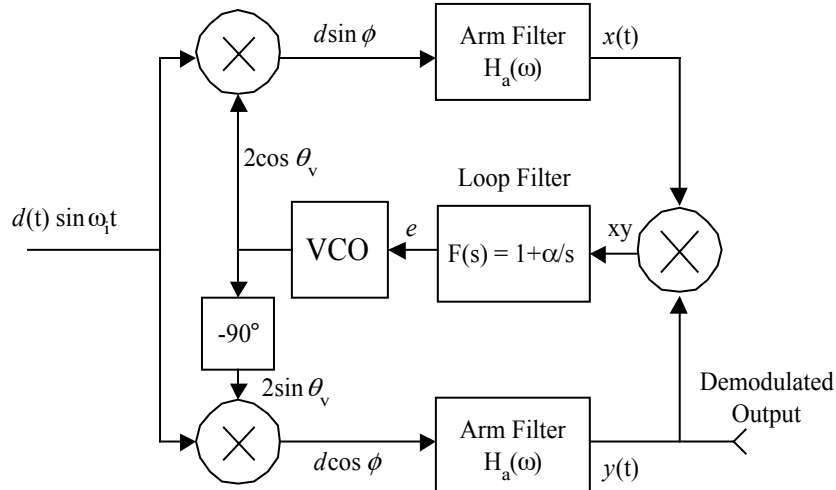 d sin ϕ
Arm Filter
Hₐ(ω)
x(t)
2cos θᵥ
Loop Filter
d(t) sin ωᵢt
VCO
e
F(s) = 1+α/s
xy
-90°
2sin θᵥ
Demodulated
Output
d cos ϕ
Arm Filter
Hₐ(ω)
y(t)